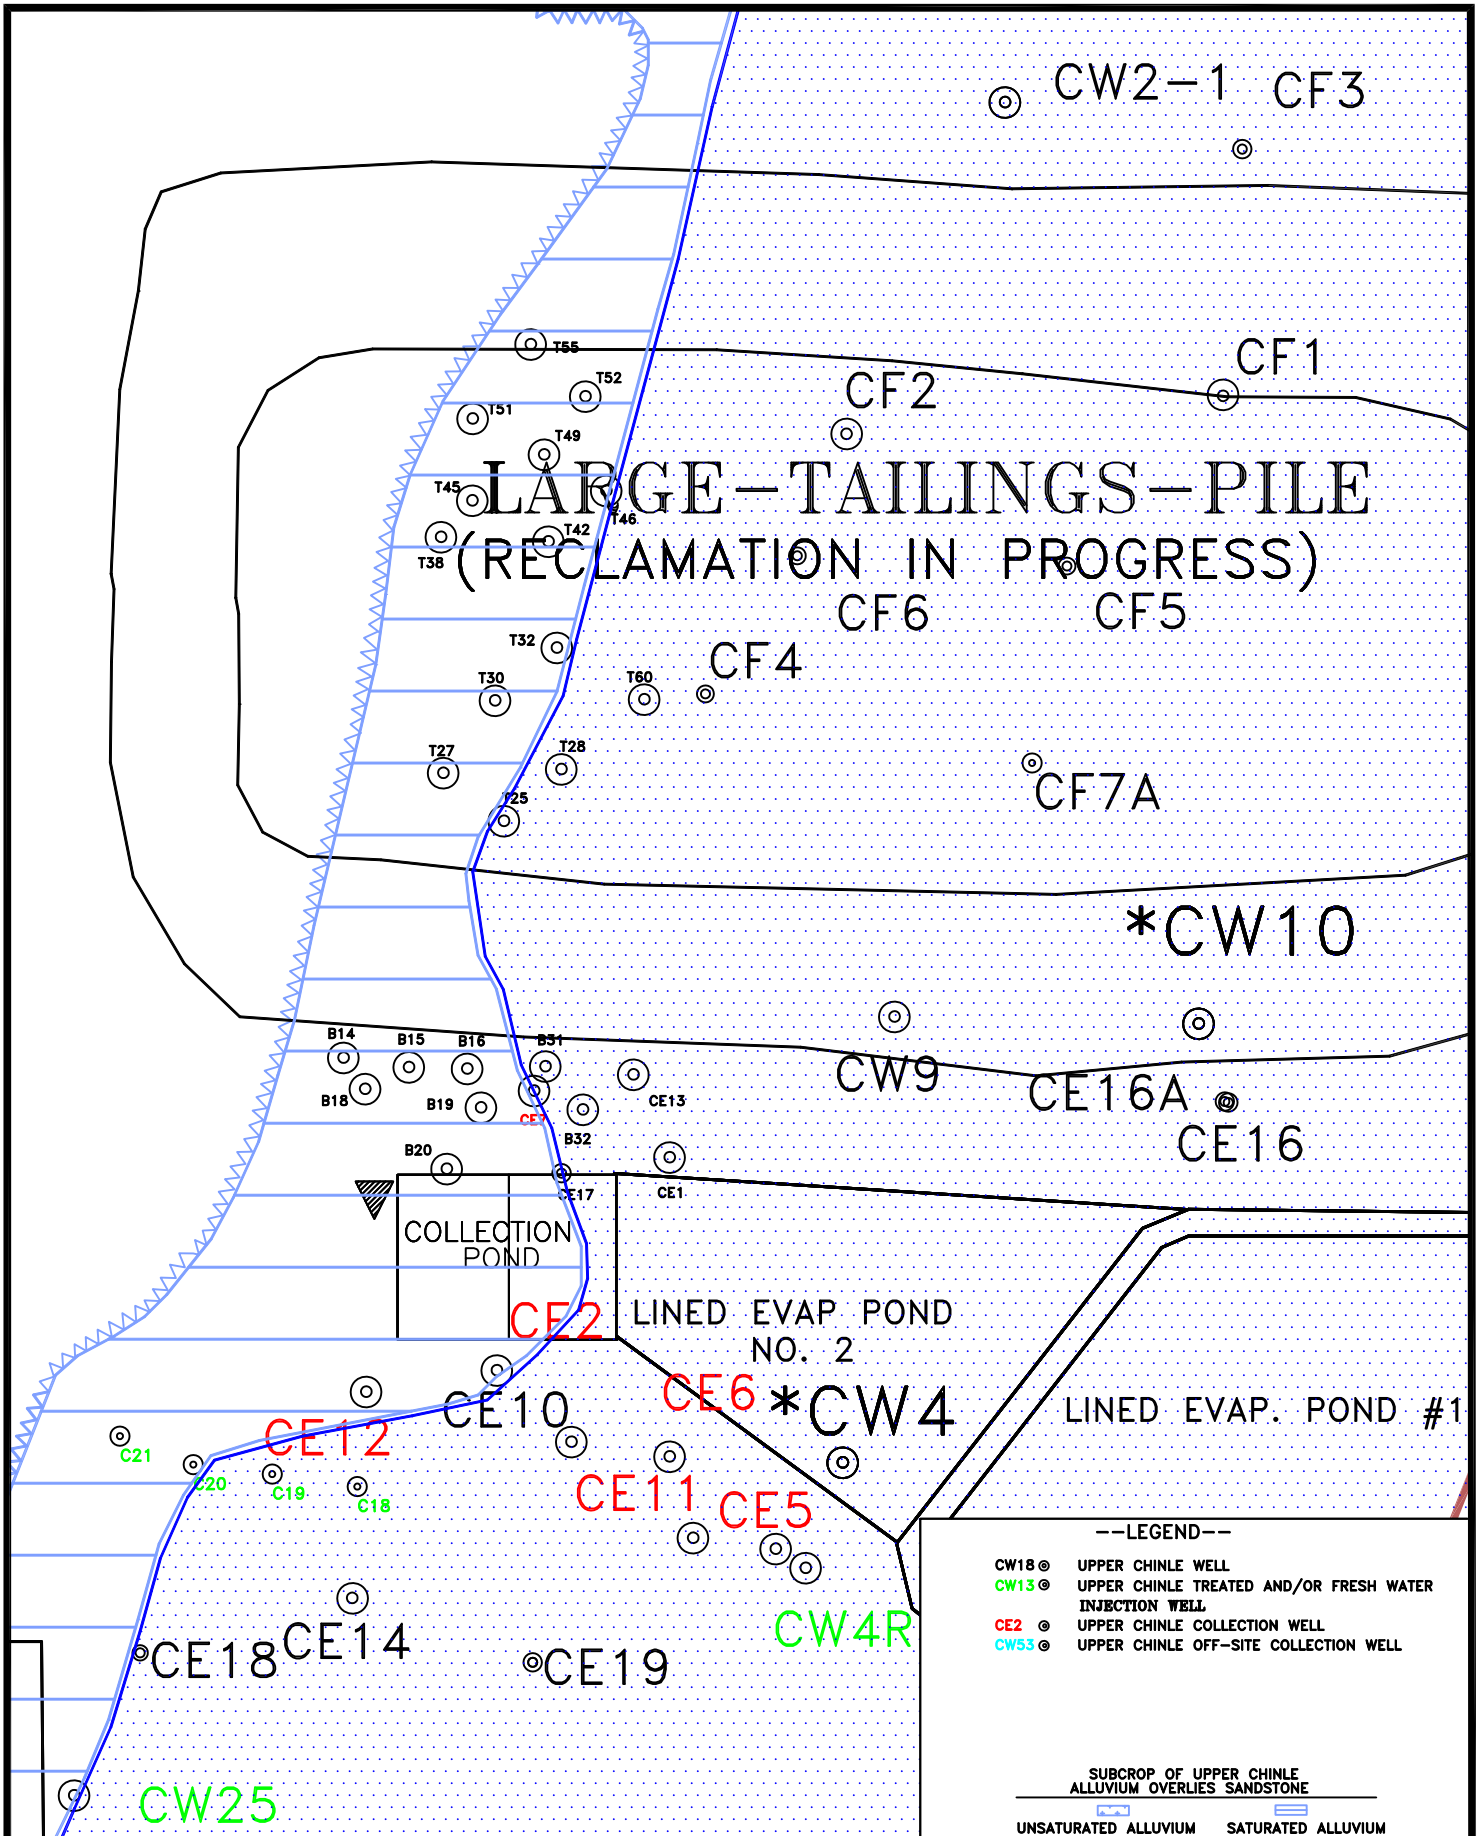 CW2-1
CF3
T55
CF1
T52
CF2
T51
T49
LARGE-TAILINGS-PILE
T45
T46
T42
(RECLAMATION IN PROGRESS)
T38
CF6
CF5
T32
CF4
T30
T60
T27
T28
CF7A
T25
*CW10
B14
B15
B16
B31
CW9
CE16A
B18
B19
CE13
CE7
B32
CE16
B20
CE17
CE1
COLLECTION
POND
CE2
LINED EVAP POND
NO. 2
CE6
*CW4
CE10
LINED EVAP. POND #1
CE12
C21
C20
C19
C18
CE11
CE5
--LEGEND--
CW18 UPPER CHINLE WELL
CW13 UPPER CHINLE TREATED AND/OR FRESH WATER
INJECTION WELL
CE2 UPPER CHINLE COLLECTION WELL
CW53 UPPER CHINLE OFF-SITE COLLECTION WELL
CW4R
CE18
CE14
CE19
CW25
SUBCROP OF UPPER CHINLE
ALLUVIUM OVERLIES SANDSTONE
UNSATURATED ALLUVIUM
SATURATED ALLUVIUM